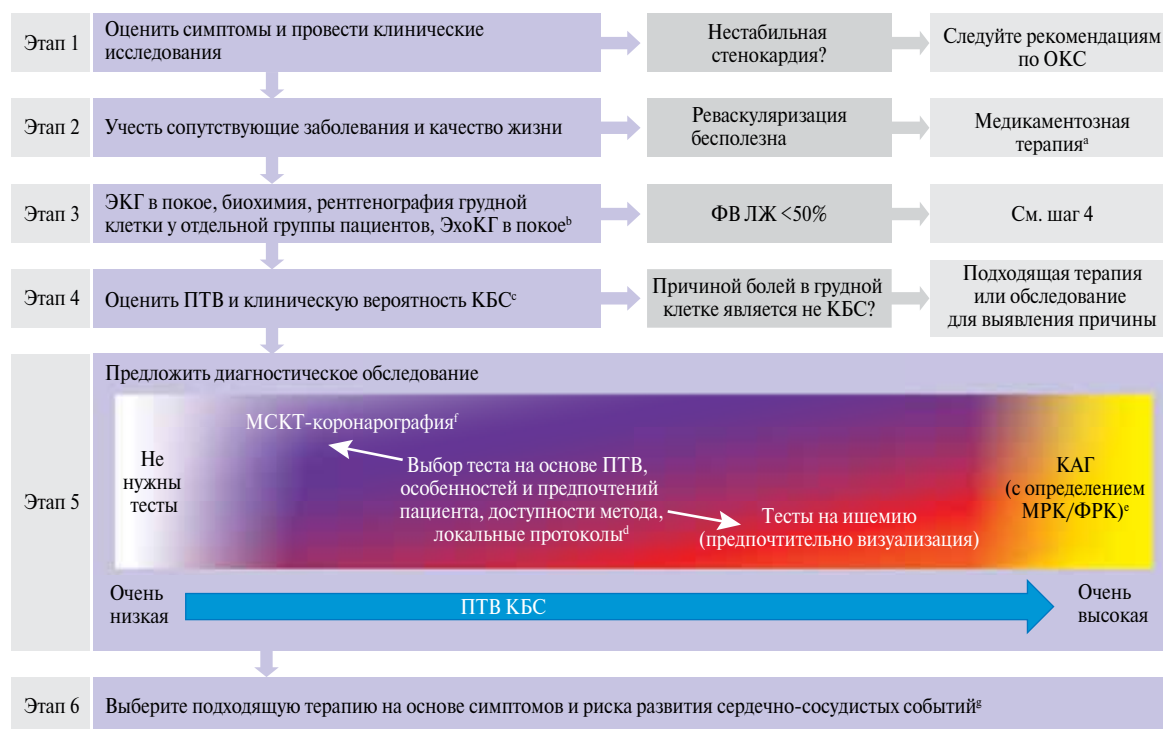 Этап 1
Оценить симптомы и провести клинические
исследования
Нестабильная
стенокардия?
Следуйте рекомендациям
по ОКС
Этап 2
Учесть сопутствующие заболевания и качество жизни
Реваскуляризация
бесполезна
Медикаментозная
терапияᵃ
Этап 3
ЭКГ в покое, биохимия, рентгенография грудной
клетки у отдельной группы пациентов, ЭхоКГ в покоеᵇ
ФВ ЛЖ <50%
См. шаг 4
Этап 4
Оценить ПТВ и клиническую вероятность КБСᶜ
Причиной болей в грудной
клетке является не КБС?
Подходящая терапия
или обследование
для выявления причины
Этап 5
Предложить диагностическое обследование
Не
нужны
тесты
МСКТ-коронарографияᶠ
Выбор теста на основе ПТВ,
особенностей и предпочтений
пациента, доступности метода,
локальные протоколыᵈ
Тесты на ишемию
(предпочтительно визуализация)
КАГ
(с определением
МРК/ФРК)ᵉ
Очень
низкая
ПТВ КБС
Очень
высокая
Этап 6
Выберите подходящую терапию на основе симптомов и риска развития сердечно-сосудистых событийᵍ